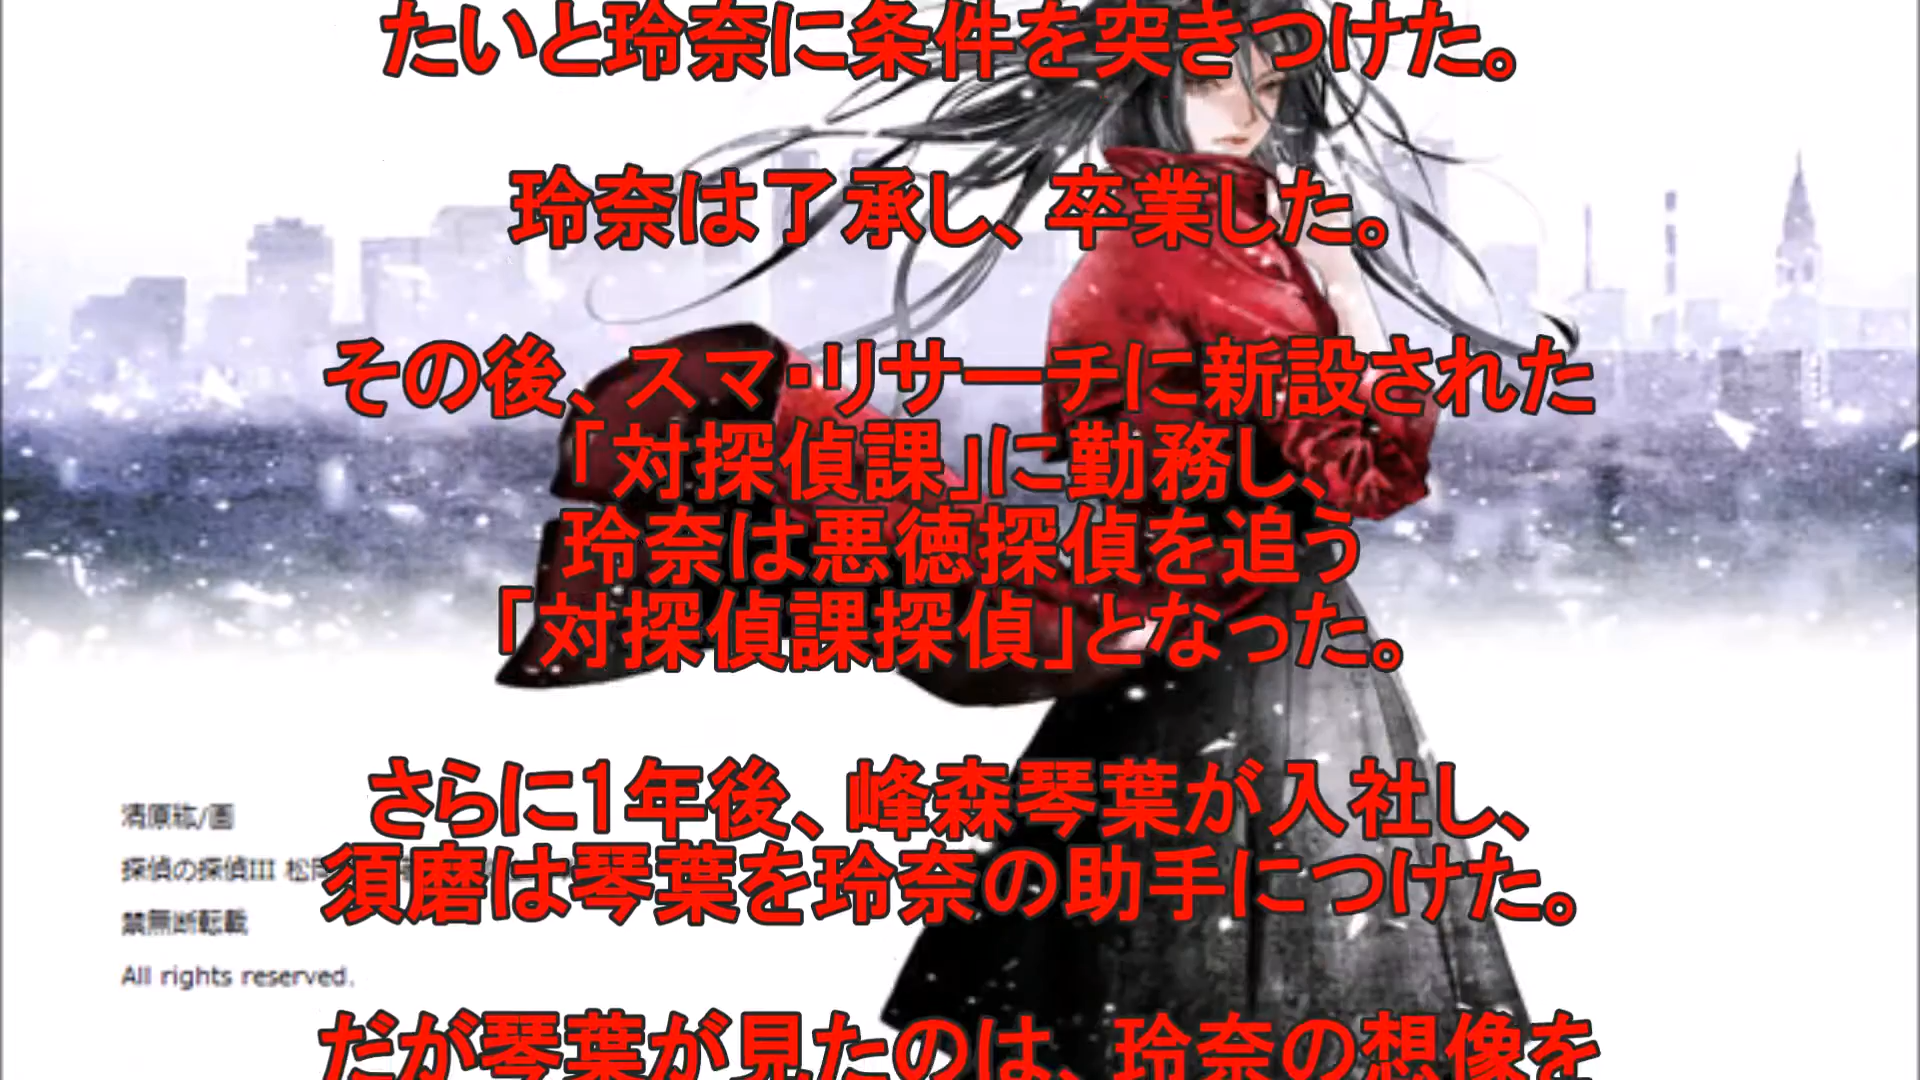 たいと玲奈に条件を突きつけた。
玲奈は了承し、卒業した。
その後、スマ・リサーチに新設された
「対探偵課」に勤務し、
玲奈は悪徳探偵を追う
「対探偵課探偵」となった。
さらに1年後、峰森琴葉が入社し、
須磨は琴葉を玲奈の助手につけた。
だが琴葉が見たのは、玲奈の想像を
清原紘/画
探偵の探偵III 松岡
禁無断転載
All rights reserved.